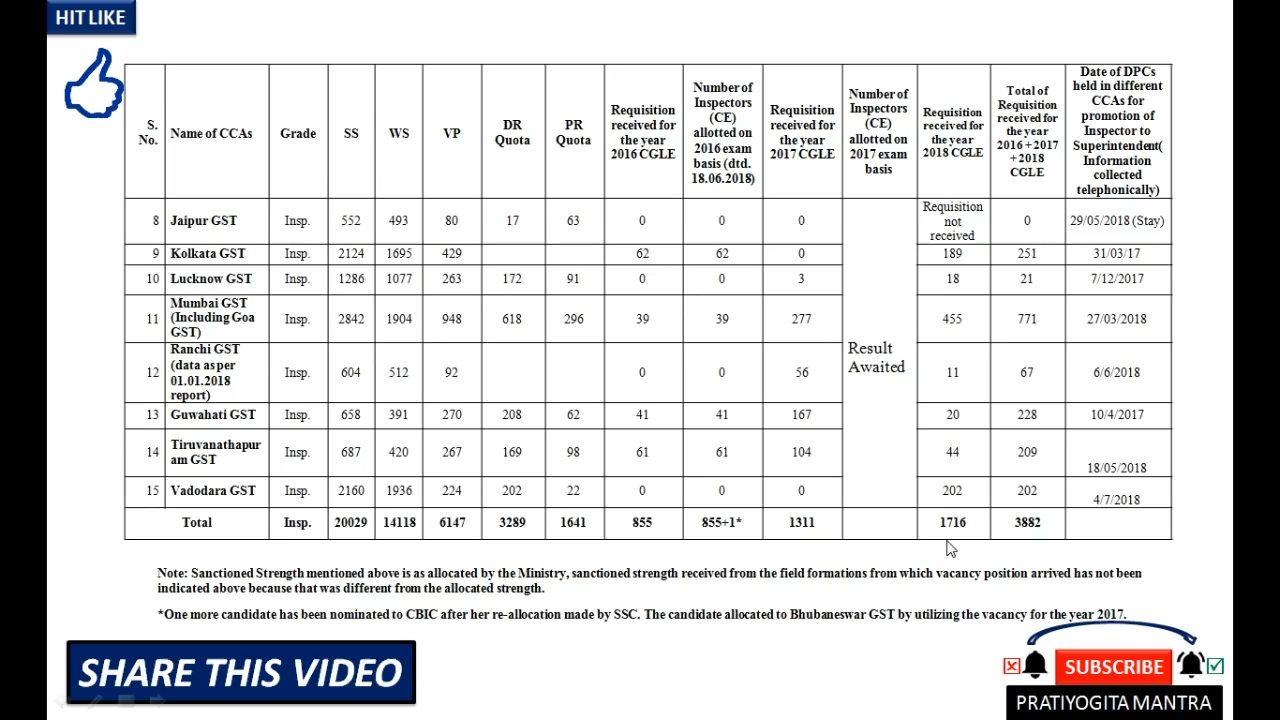 HIT LIKE
S. No. Name of CCAs Grade SS WS VP DR Quota PR Quota Requisition received for the year 2016 CGLE Number of Inspectors (CE) allotted on 2016 exam basis (dtd. 18.06.2018) Requisition received for the year 2017 CGLE Number of Inspectors (CE) allotted on 2017 exam basis Requisition received for the year 2018 CGLE Total of Requisition received for the year 2016+2017+2018 CGLE Date of DPCs held in different CCAs for promotion of Inspector to Superintendent( Information collected telephonically)
8 Jaipur GST Insp. 552 493 80 17 63 0 0 0 Requisition not received 0 29/05/2018 (Stay)
9 Kolkata GST Insp. 2124 1695 429 62 62 0 189 251 31/03/17
10 Lucknow GST Insp. 1286 1077 263 172 91 0 0 3 18 21 7/12/2017
11 Mumbai GST (Including Goa GST) Insp. 2842 1904 948 618 296 39 39 277 455 771 27/03/2018
Result Awaited
12 Ranchi GST (data as per 01.01.2018 report) Insp. 604 512 92 0 0 56 11 67 6/6/2018
13 Guwahati GST Insp. 658 391 270 208 62 41 41 167 20 228 10/4/2017
14 Tiruvanathapuram GST Insp. 687 420 267 169 98 61 61 104 44 209 18/05/2018
15 Vadodara GST Insp. 2160 1936 224 202 22 0 0 0 202 202 4/7/2018
Total Insp. 20029 14118 6147 3289 1641 855 855+1* 1311 1716 3882
Note: Sanctioned Strength mentioned above is as allocated by the Ministry, sanctioned strength received from the field formations from which vacancy position arrived has not been
indicated above because that was different from the allocated strength.
*One more candidate has been nominated to CBIC after her re-allocation made by SSC. The candidate allocated to Bhubaneswar GST by utilizing the vacancy for the year 2017.
SHARE THIS VIDEO
SUBSCRIBE
PRATIYOGITA MANTRA